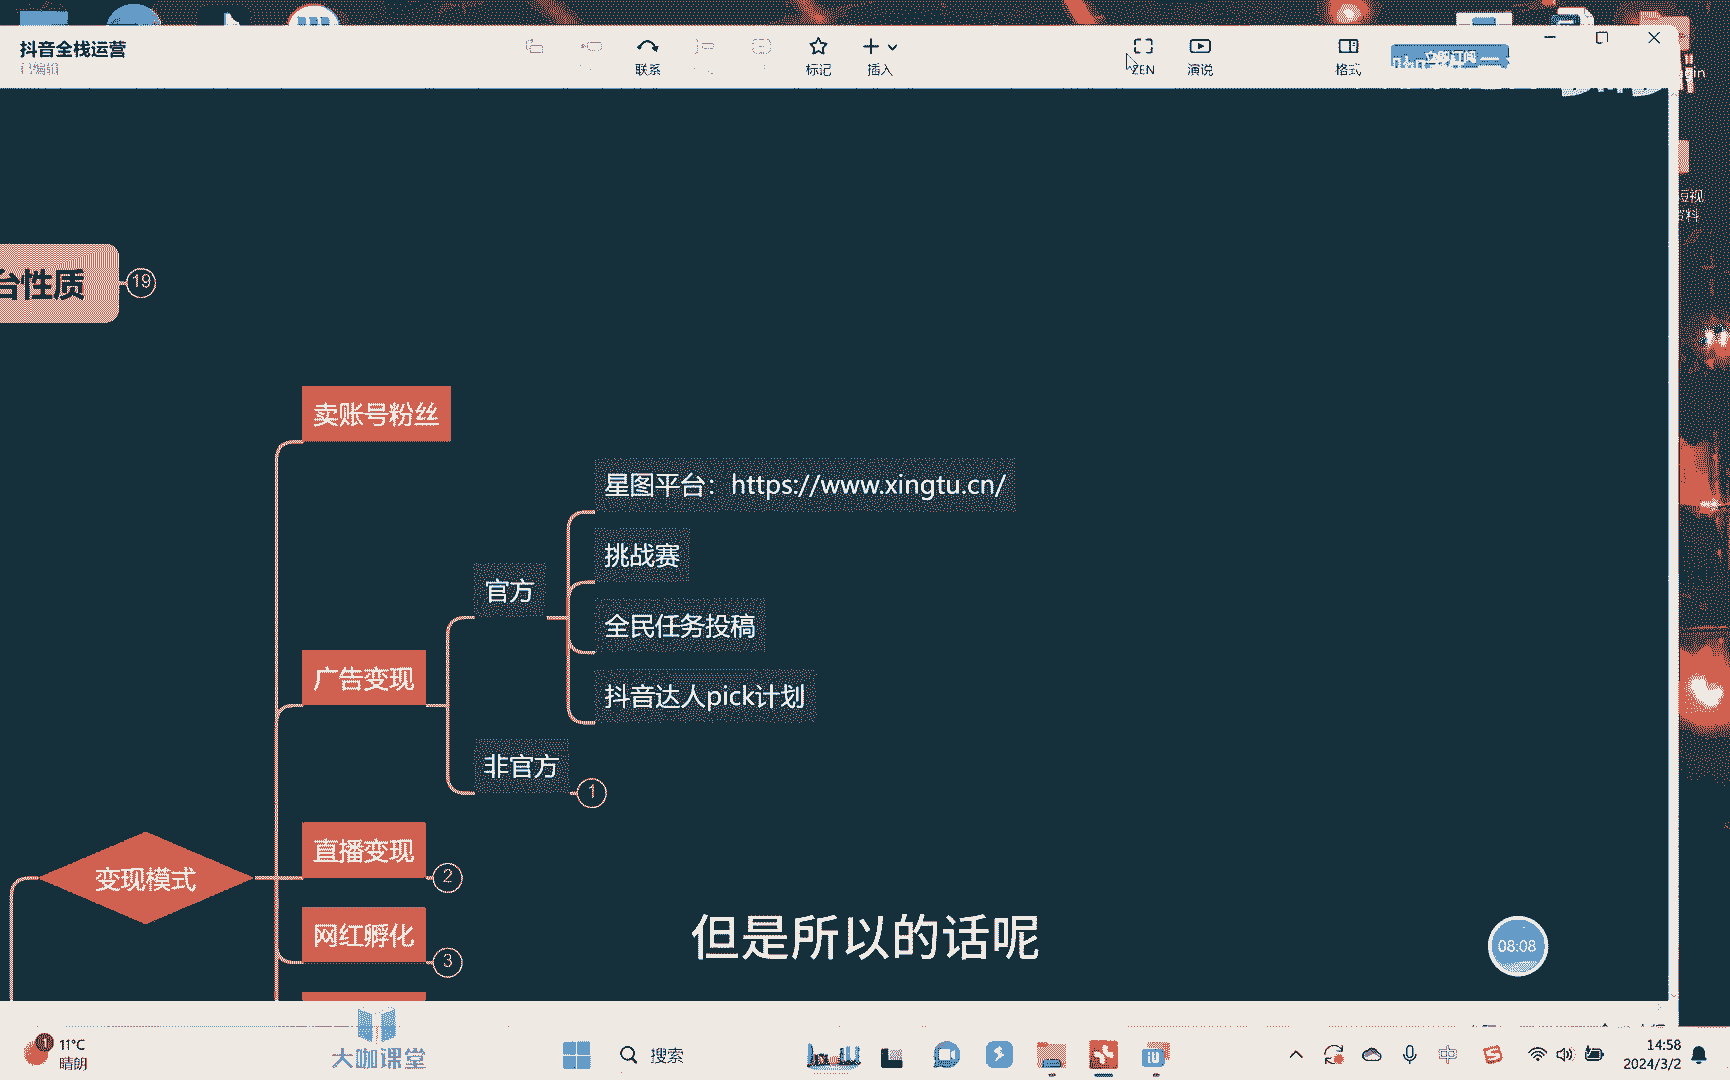 抖音全栈运营
已编辑
联系
标记
插入
ZEN
演说
格式
台性质
19
卖账号粉丝
星图平台：https://www.xingtu.cn/
挑战赛
官方
全民任务投稿
广告变现
抖音达人pick计划
非官方
1
直播变现
2
变现模式
网红孵化
3
但是所以的话呢
08:08
11°C
晴朗
大咖课堂
搜索
中
14:58
2024/3/2